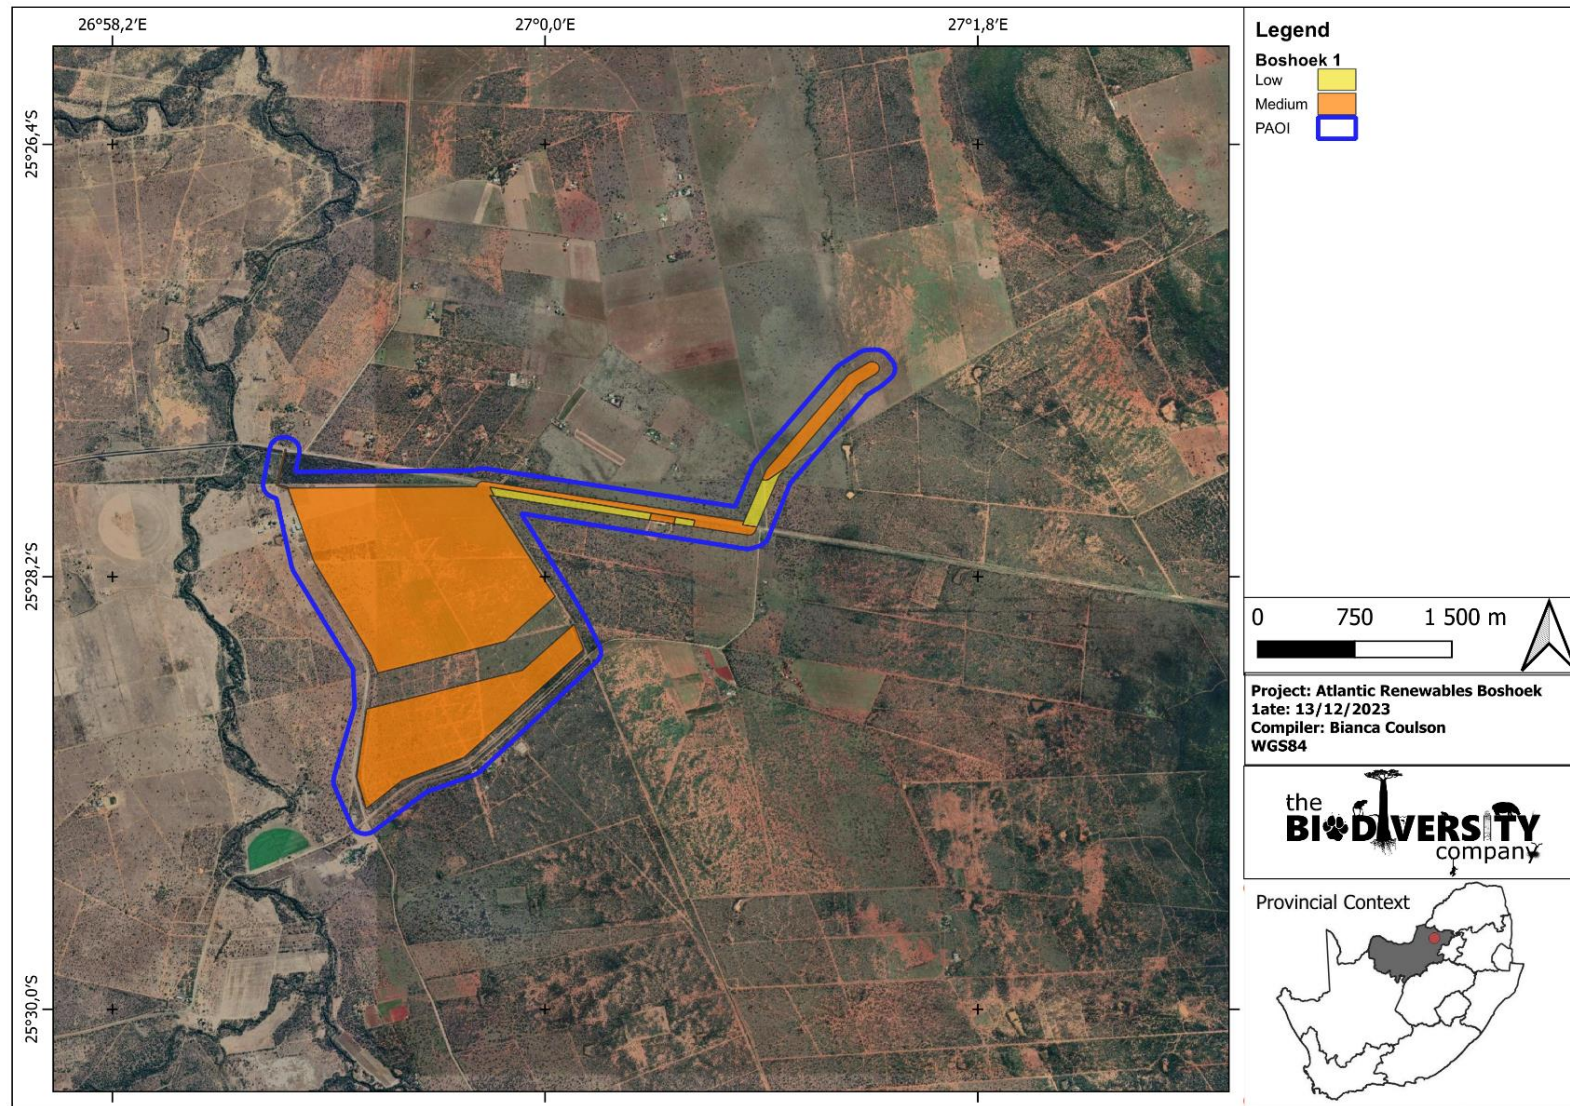 26°58,2'E
27°0,0'E
27°1,8'E
25°26,4'S
25°28,2'S
25°30,0'S
Legend
Boshoek 1
Low
Medium
PAOI
0 750 1 500 m
Project: Atlantic Renewables Boshoek
1ate: 13/12/2023
Compiler: Bianca Coulson
WGS84
the
BIODIVERSITY
company
Provincial Context